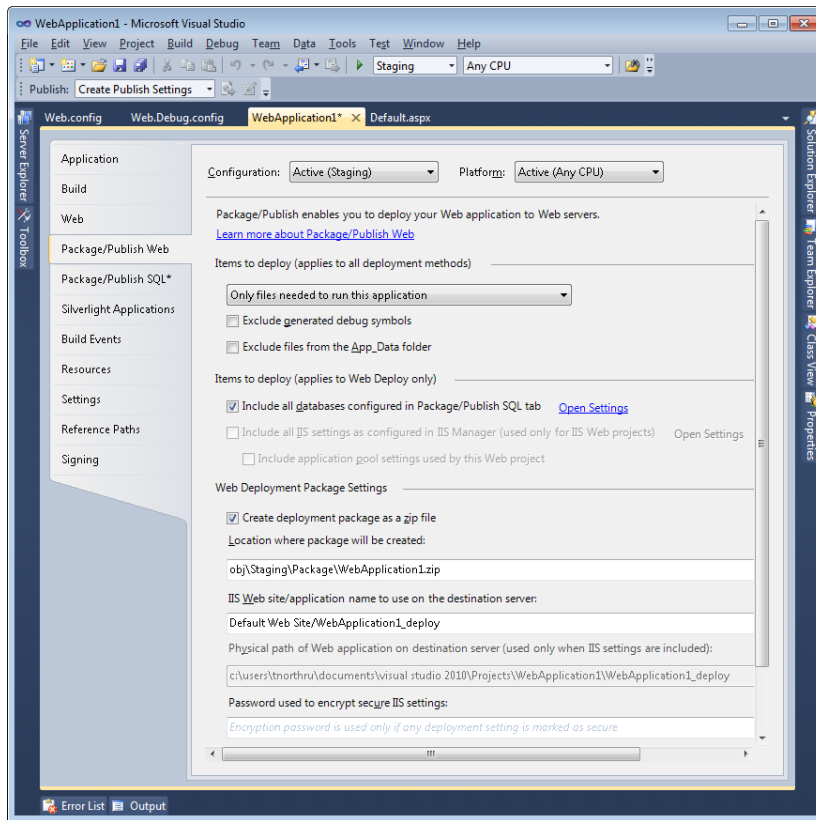 WebApplication1 - Microsoft Visual Studio
File Edit View Project Build Debug Team Data Tools Test Window Help
Staging Any CPU
Publish: Create Publish Settings
Web.config Web.Debug.config WebApplication1* Default.aspx
Server Explorer
Toolbox
Application
Build
Web
Package/Publish Web
Package/Publish SQL*
Silverlight Applications
Build Events
Resources
Settings
Reference Paths
Signing
Configuration: Active (Staging) Platform: Active (Any CPU)
Package/Publish enables you to deploy your Web application to Web servers.
Learn more about Package/Publish Web
Items to deploy (applies to all deployment methods)
Only files needed to run this application
Exclude generated debug symbols
Exclude files from the App_Data folder
Items to deploy (applies to Web Deploy only)
Include all databases configured in Package/Publish SQL tab Open Settings
Include all IIS settings as configured in IIS Manager (used only for IIS Web projects) Open Settings
Include application pool settings used by this Web project
Web Deployment Package Settings
Create deployment package as a zip file
Location where package will be created:
obj\Staging\Package\WebApplication1.zip
IIS Web site/application name to use on the destination server:
Default Web Site/WebApplication1_deploy
Physical path of Web application on destination server (used only when IIS settings are included):
c:\users\tnorthru\documents\visual studio 2010\Projects\WebApplication1\WebApplication1_deploy
Password used to encrypt secure IIS settings:
Encryption password is used only if any deployment setting is marked as secure
Solution Explorer
Team Explorer
Class View
Properties
Error List Output